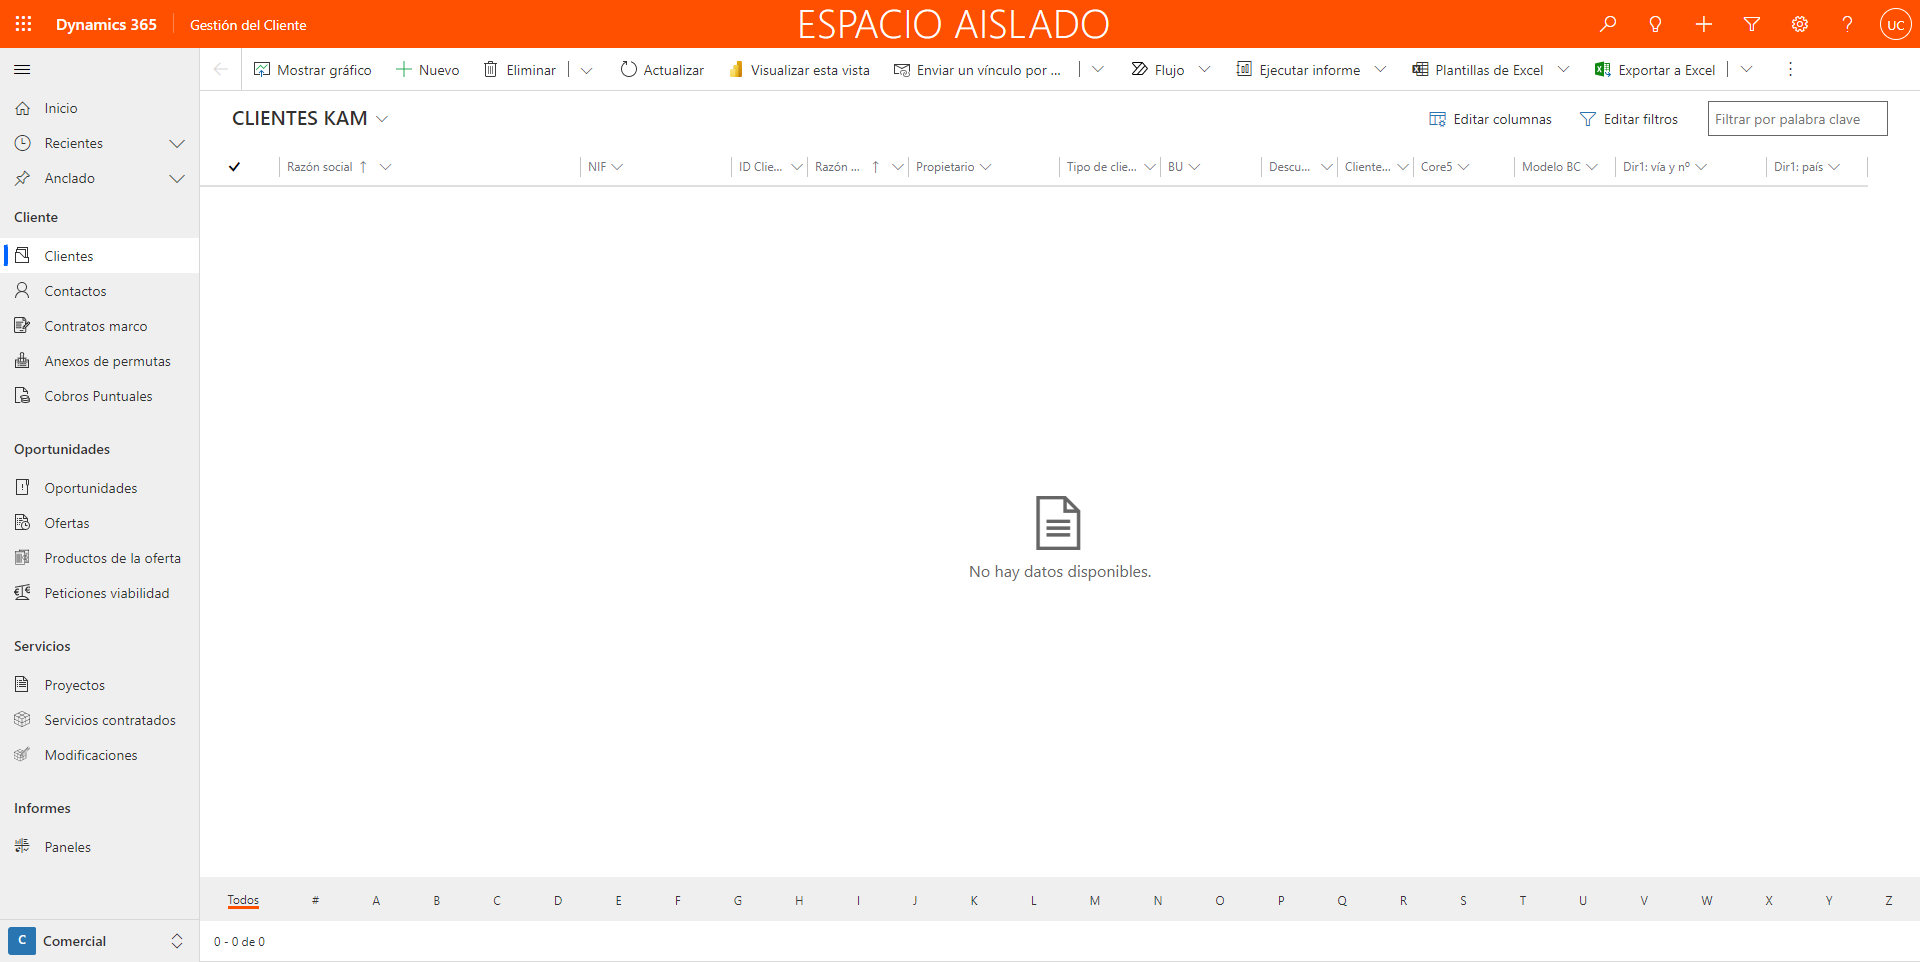 Dynamics 365
Gestión del Cliente
ESPACIO AISLADO
UC
Mostrar gráfico
Nuevo
Eliminar
Actualizar
Visualizar esta vista
Enviar un vínculo por ...
Flujo
Ejecutar informe
Plantillas de Excel
Exportar a Excel
Inicio
Recientes
Anclado
Cliente
Clientes
Contactos
Contratos marco
Anexos de permutas
Cobros Puntuales
Oportunidades
Oportunidades
Ofertas
Productos de la oferta
Peticiones viabilidad
Servicios
Proyectos
Servicios contratados
Modificaciones
Informes
Paneles
C Comercial
CLIENTES KAM
Editar columnas
Editar filtros
Filtrar por palabra clave
Razón social
NIF
ID Clie...
Razón ...
Propietario
Tipo de clie...
BU
Descu...
Cliente...
Core5
Modelo BC
Dir1: vía y nº
Dir1: país
No hay datos disponibles.
Todos # A B C D E F G H I J K L M N O P Q R S T U V W X Y Z
0 - 0 de 0